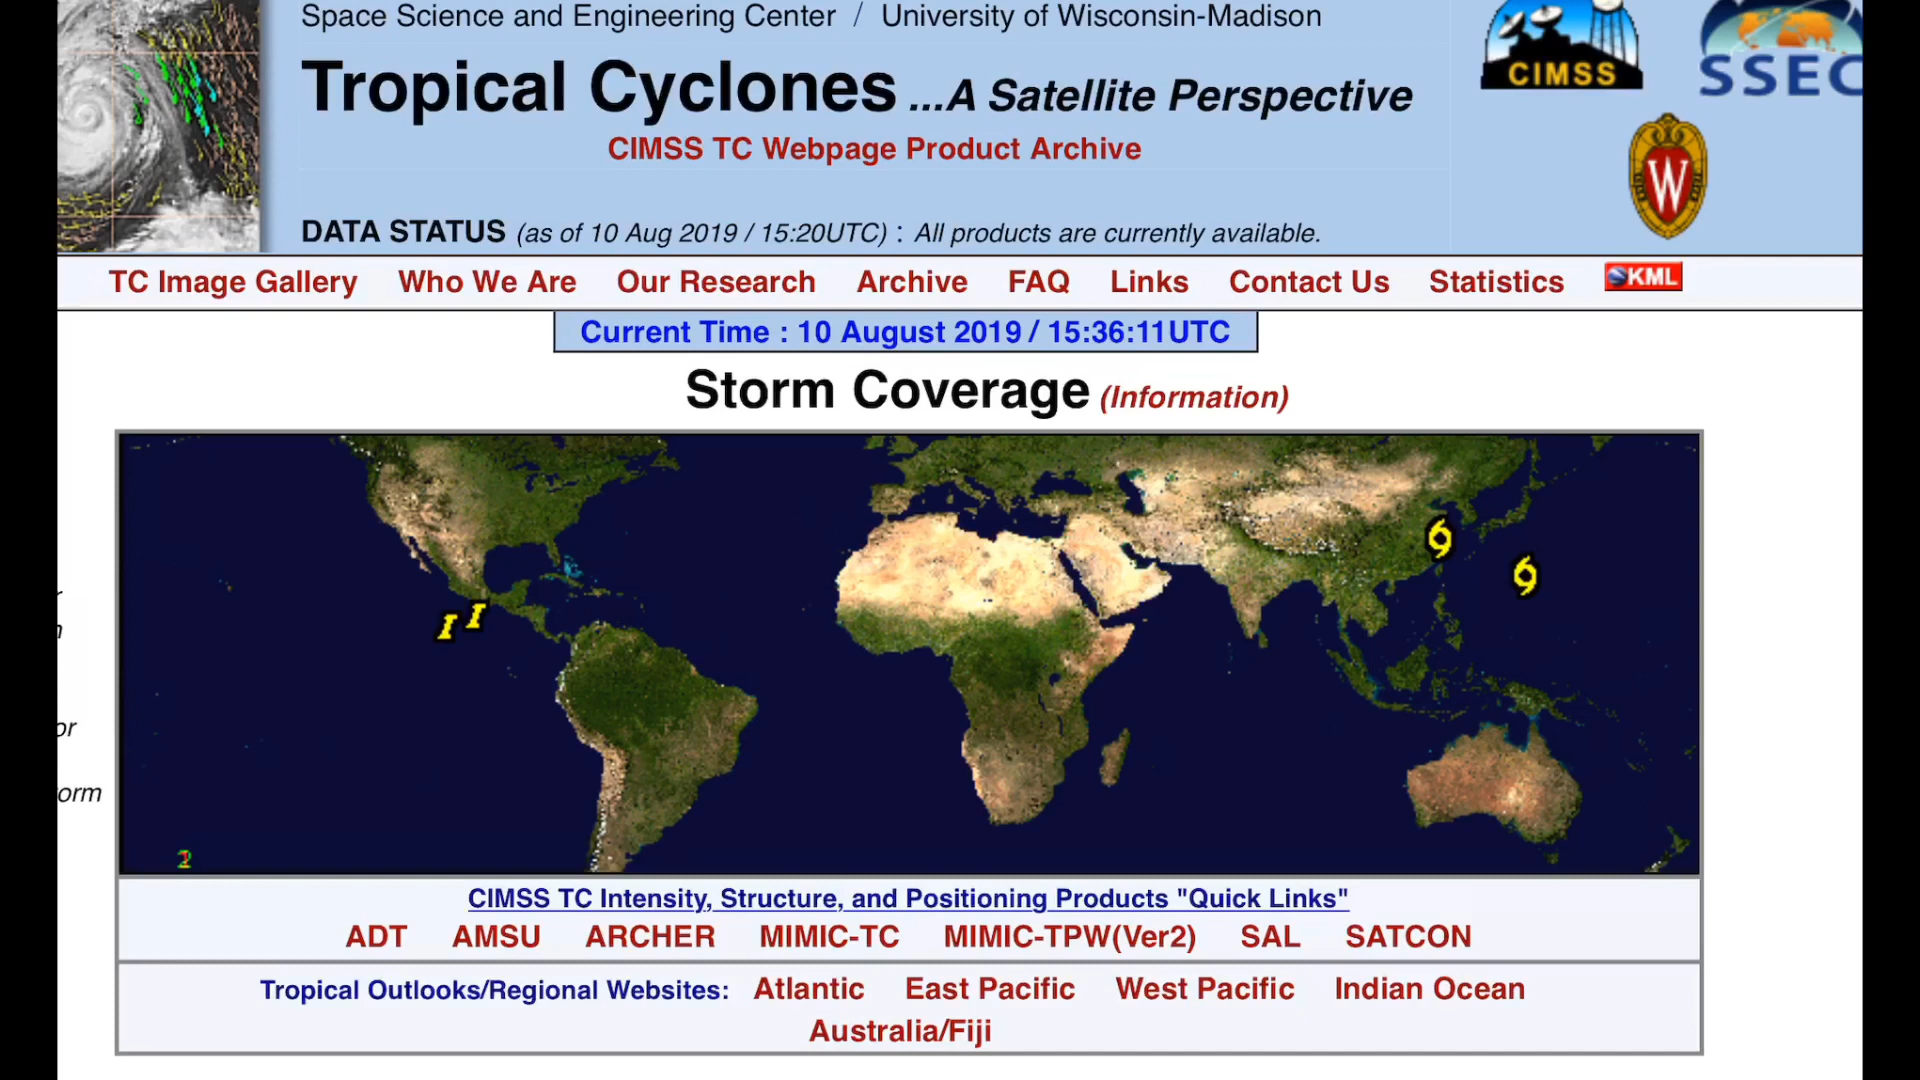 Space Science and Engineering Center / University of Wisconsin-Madison
Tropical Cyclones ...A Satellite Perspective
CIMSS TC Webpage Product Archive
CIMSS
SSEC
W
DATA STATUS (as of 10 Aug 2019 / 15:20UTC) : All products are currently available.
TC Image Gallery Who We Are Our Research Archive FAQ Links Contact Us Statistics KML
Current Time : 10 August 2019 / 15:36:11UTC
Storm Coverage (Information)
I I
or
orm
CIMSS TC Intensity, Structure, and Positioning Products "Quick Links"
ADT AMSU ARCHER MIMIC-TC MIMIC-TPW(Ver2) SAL SATCON
Tropical Outlooks/Regional Websites: Atlantic East Pacific West Pacific Indian Ocean
Australia/Fiji